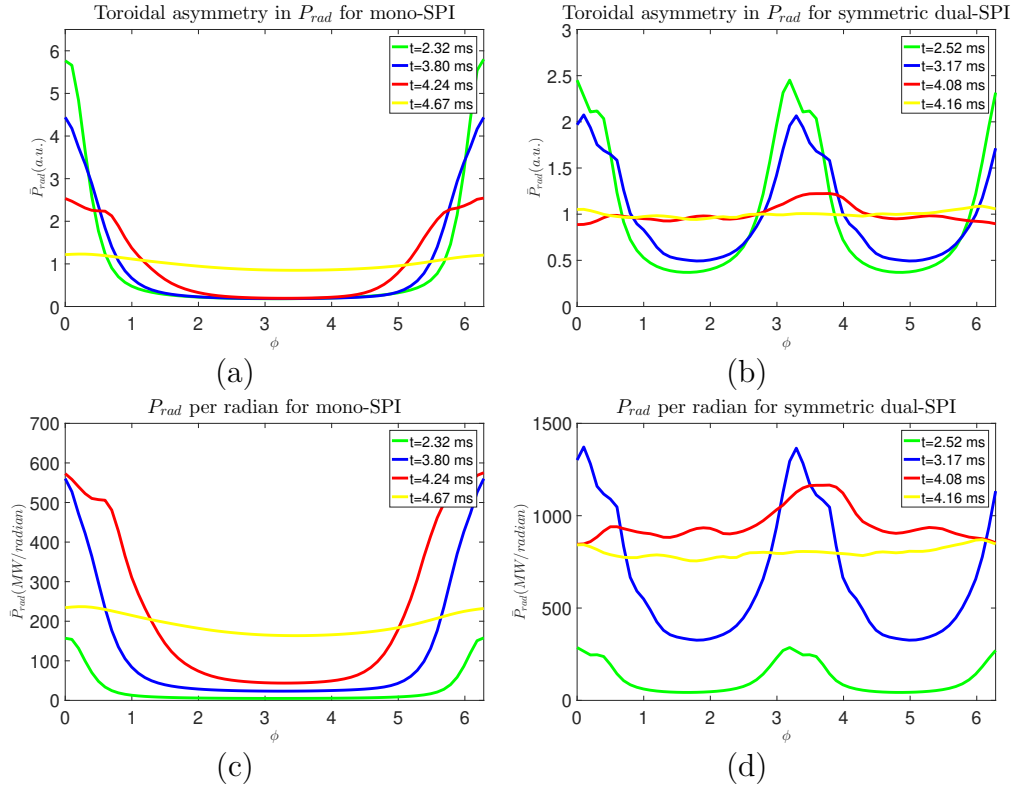 Toroidal asymmetry in P_rad for mono-SPI
t=2.32 ms
t=3.80 ms
t=4.24 ms
t=4.67 ms
P̄_rad(a.u.)
6
5
4
3
2
1
0
0 1 2 3 4 5 6
ϕ
(a)
Toroidal asymmetry in P_rad for symmetric dual-SPI
t=2.52 ms
t=3.17 ms
t=4.08 ms
t=4.16 ms
P̄_rad(a.u.)
3
2.5
2
1.5
1
0.5
0
0 1 2 3 4 5 6
ϕ
(b)
P_rad per radian for mono-SPI
t=2.32 ms
t=3.80 ms
t=4.24 ms
t=4.67 ms
P̄_rad(MW/radian)
700
600
500
400
300
200
100
0
0 1 2 3 4 5 6
ϕ
(c)
P_rad per radian for symmetric dual-SPI
t=2.52 ms
t=3.17 ms
t=4.08 ms
t=4.16 ms
P̄_rad(MW/radian)
1500
1000
500
0
0 1 2 3 4 5 6
ϕ
(d)